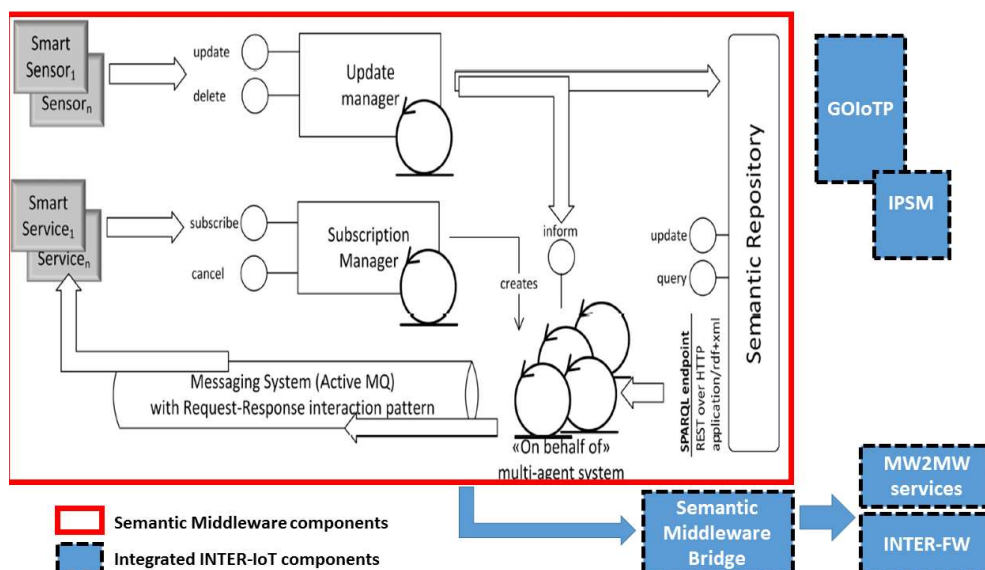 Smart
Sensor1
Sensorn
update
delete
Update
manager
Smart
Service1
Servicen
subscribe
cancel
Subscription
Manager
creates
inform
update
query
SPARQL endpoint
REST over HTTP
application/rdf+xml
Semantic Repository
Messaging System (Active MQ)
with Request-Response interaction pattern
«On behalf of»
multi-agent system
GOIoTP
IPSM
Semantic
Middleware
Bridge
MW2MW
services
INTER-FW
Semantic Middleware components
Integrated INTER-IoT components